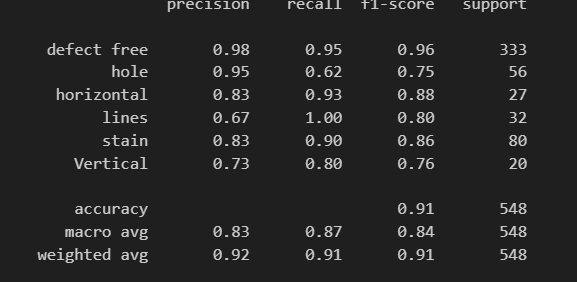 precision recall f1-score support
defect free 0.98 0.95 0.96 333
hole 0.95 0.62 0.75 56
horizontal 0.83 0.93 0.88 27
lines 0.67 1.00 0.80 32
stain 0.83 0.90 0.86 80
Vertical 0.73 0.80 0.76 20
accuracy 0.91 548
macro avg 0.83 0.87 0.84 548
weighted avg 0.92 0.91 0.91 548